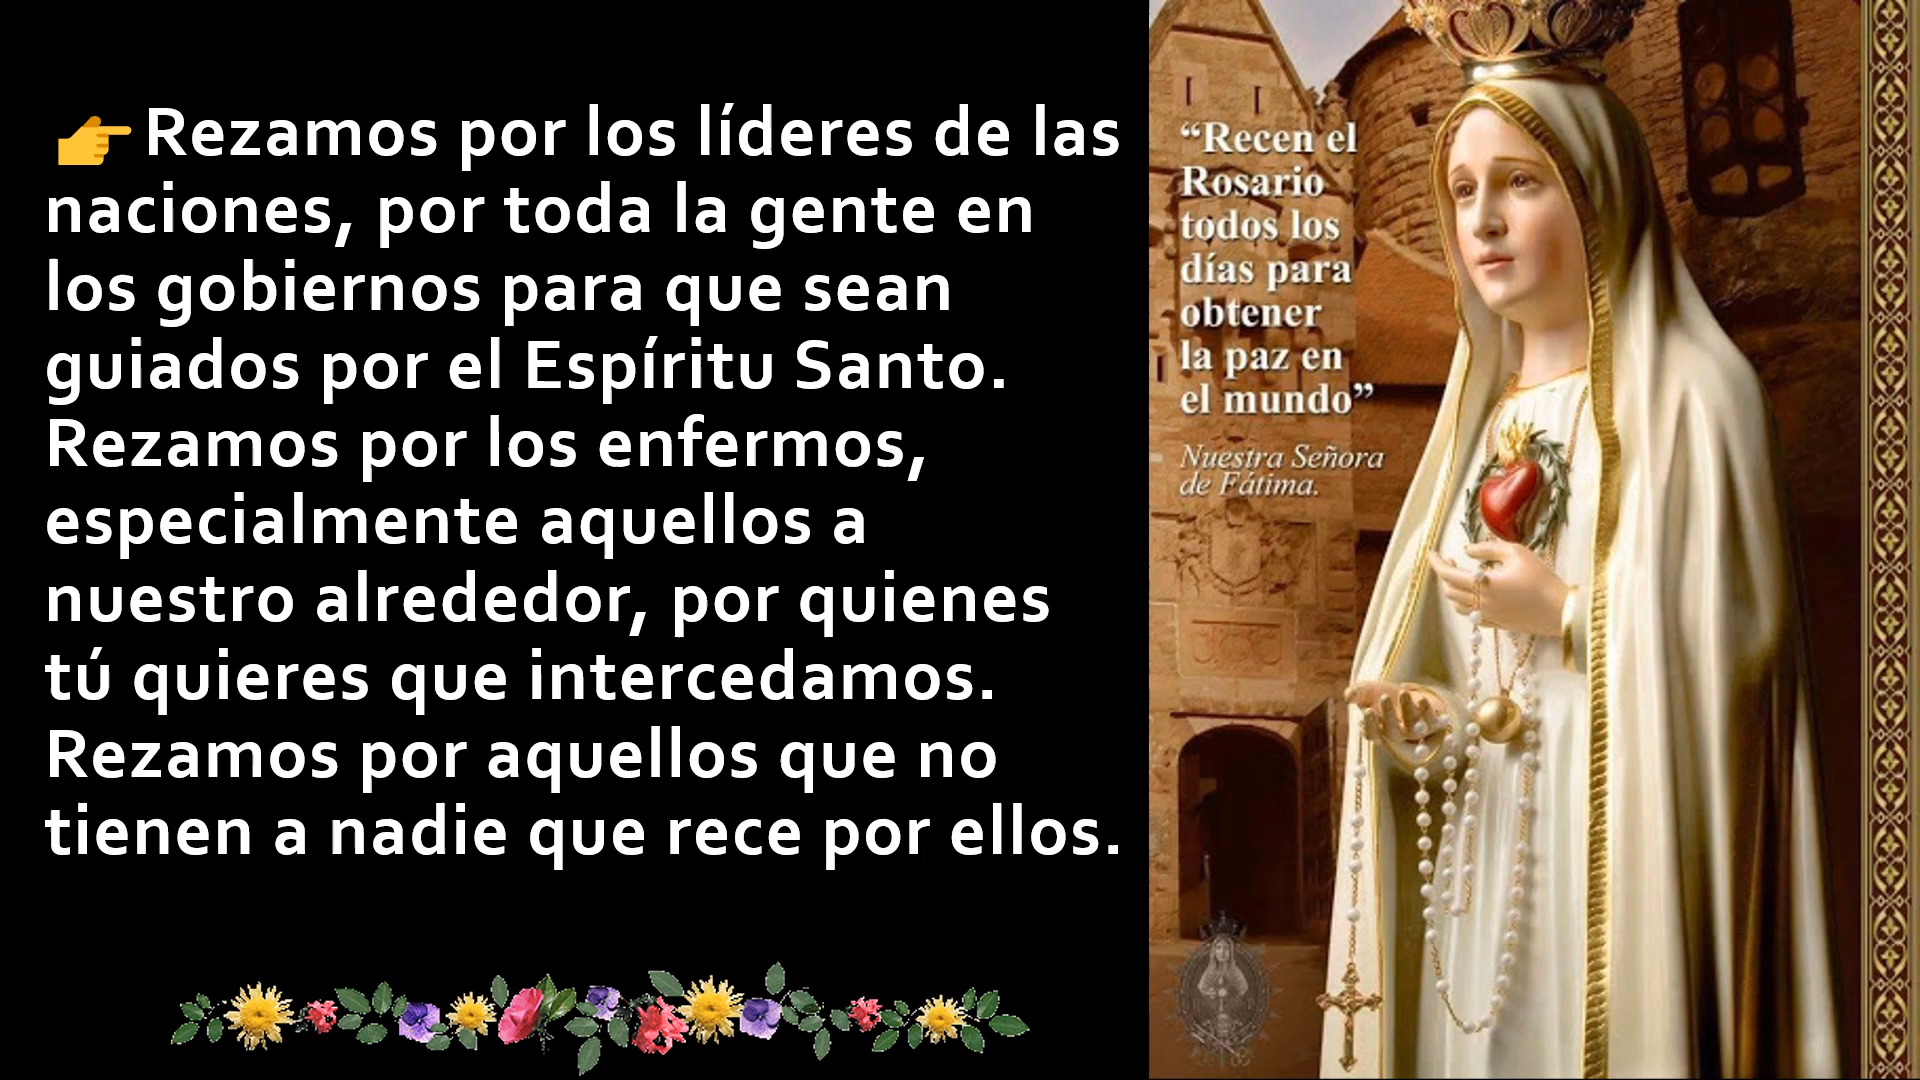 👉Rezamos por los líderes de las
naciones, por toda la gente en
los gobiernos para que sean
guiados por el Espíritu Santo.
Rezamos por los enfermos,
especialmente aquellos a
nuestro alrededor, por quienes
tú quieres que intercedamos.
Rezamos por aquellos que no
tienen a nadie que rece por ellos.
“Recen el
Rosario
todos los
días para
obtener
la paz en
el mundo”
Nuestra Señora
de Fátima.